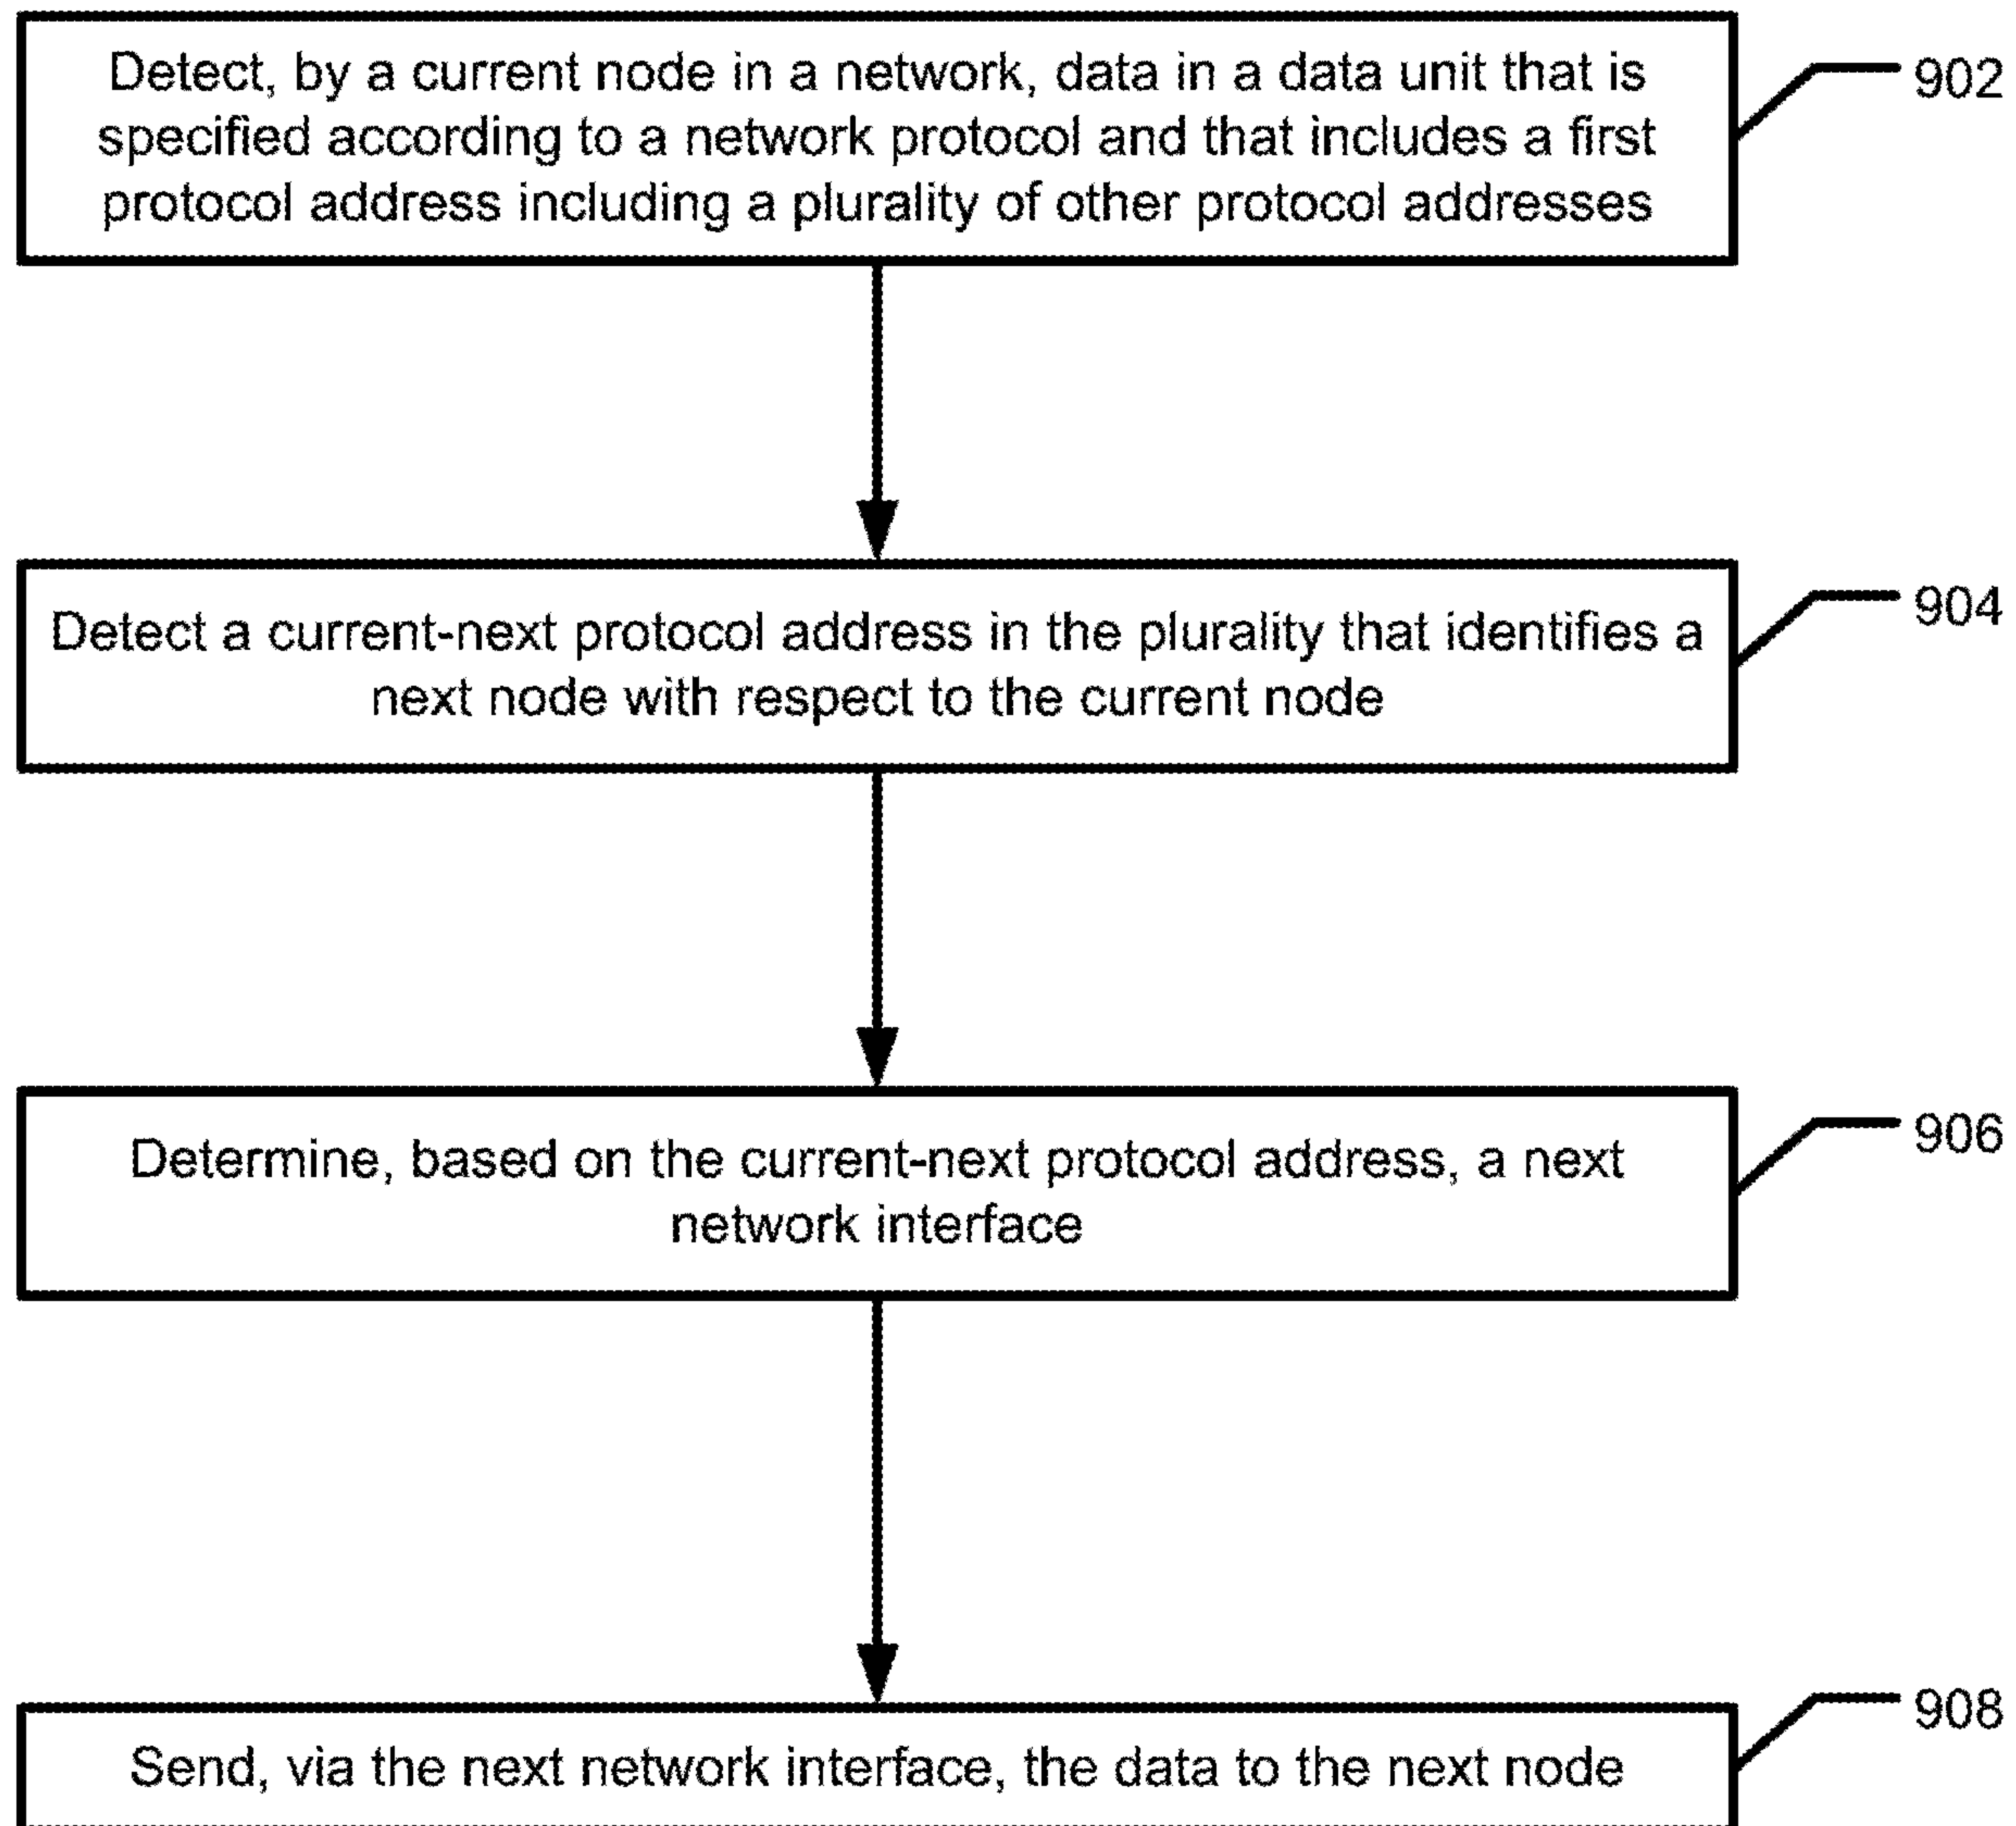 Detect, by a current node in a network, data in a data unit that is
specified according to a network protocol and that includes a first
protocol address including a plurality of other protocol addresses
902
Detect a current-next protocol address in the plurality that identifies a
next node with respect to the current node
904
Determine, based on the current-next protocol address, a next
network interface
906
Send, via the next network interface, the data to the next node
908